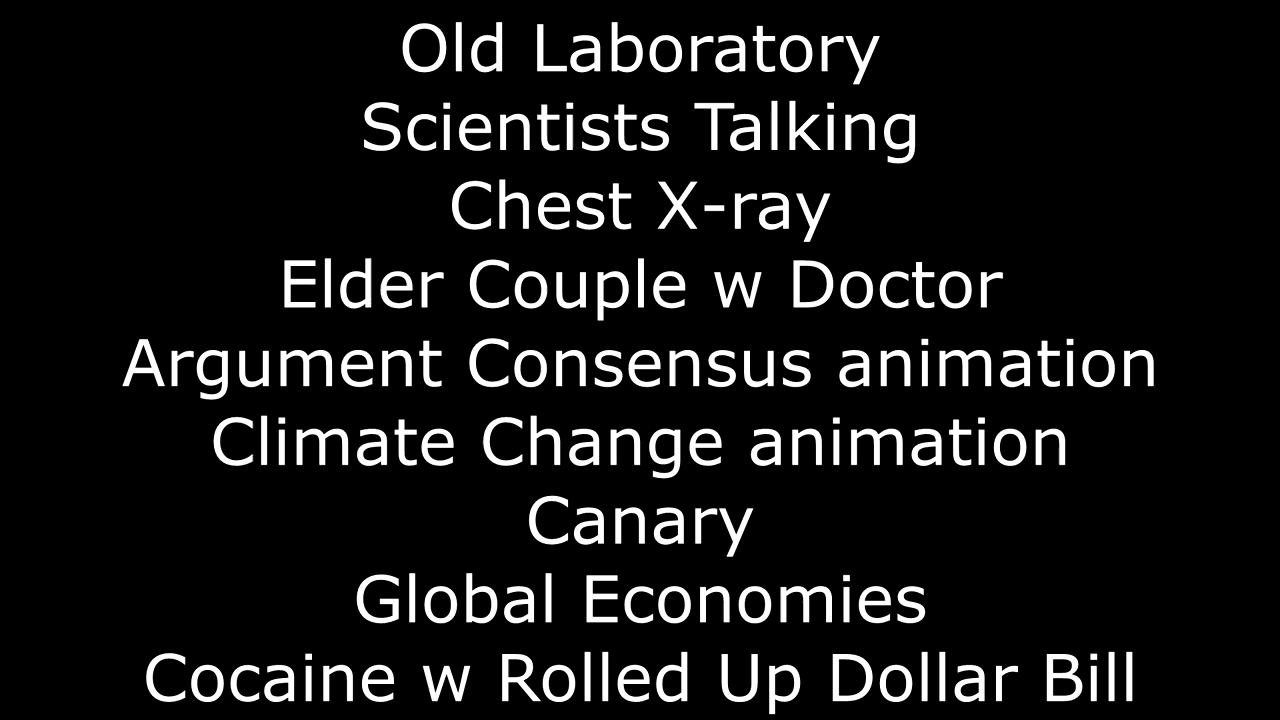 Old Laboratory
Scientists Talking
Chest X-ray
Elder Couple w Doctor
Argument Consensus animation
Climate Change animation
Canary
Global Economies
Cocaine w Rolled Up Dollar Bill